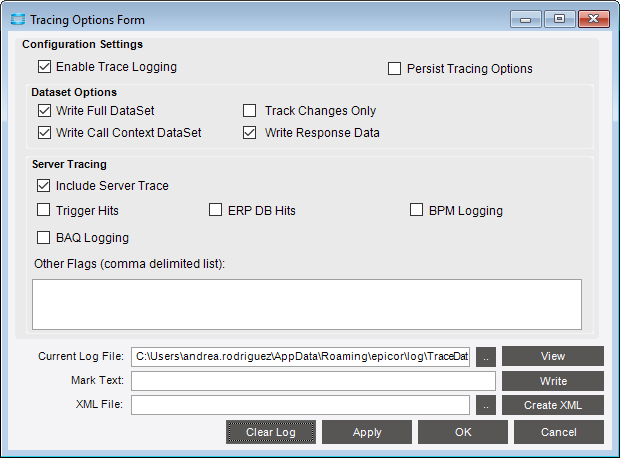 Tracing Options Form
Configuration Settings
Enable Trace Logging
Persist Tracing Options
Dataset Options
Write Full DataSet
Track Changes Only
Write Call Context DataSet
Write Response Data
Server Tracing
Include Server Trace
Trigger Hits
ERP DB Hits
BPM Logging
BAQ Logging
Other Flags (comma delimited list):
Current Log File: C:\Users\andrea.rodriguez\AppData\Roaming\epicor\log\TraceDat .. View
Mark Text: Write
XML File: .. Create XML
Clear Log Apply OK Cancel